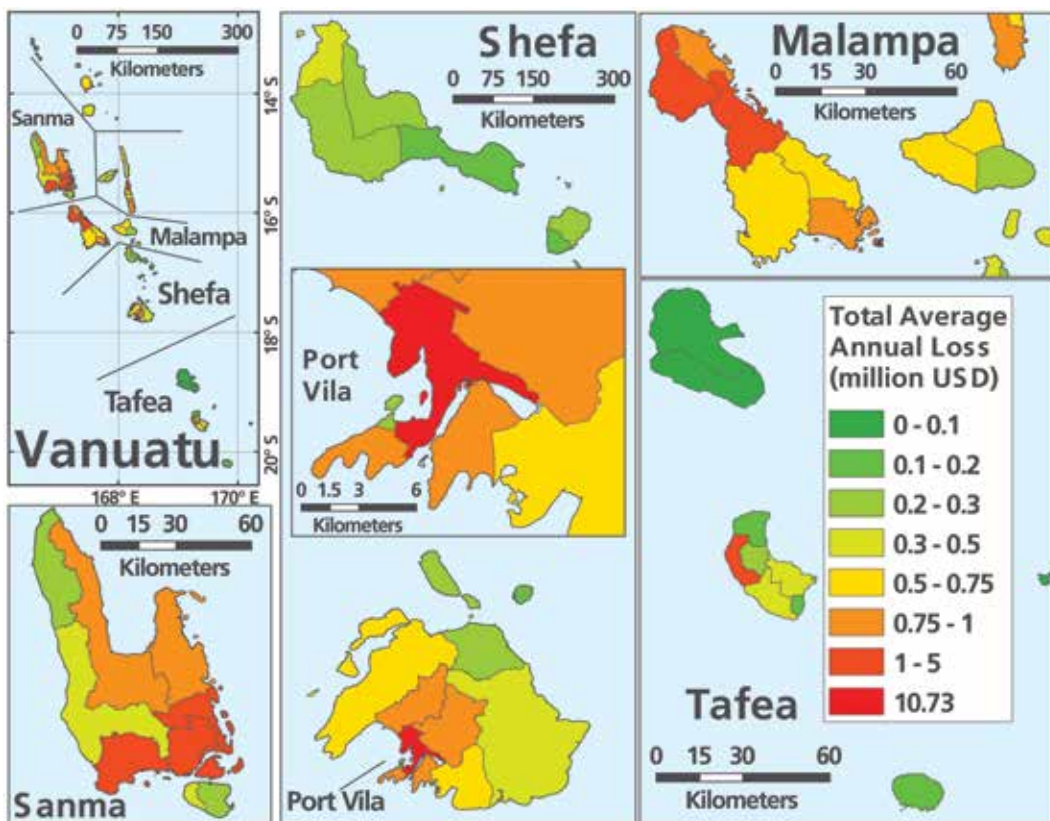 0 75 150 300
Kilometers
Sanma
Malampa
Shefa
Tafea
Vanuatu
14° S
16° S
18° S
20° S
168° E
170° E
Shefa
0 75 150 300
Kilometers
Malampa
0 15 30 60
Kilometers
Port
Vila
0 1.5 3 6
Kilometers
Total Average
Annual Loss
(million USD)
0 - 0.1
0.1 - 0.2
0.2 - 0.3
0.3 - 0.5
0.5 - 0.75
0.75 - 1
1 - 5
10.73
0 15 30 60
Kilometers
Sanma
Port Vila
Tafea
0 15 30 60
Kilometers